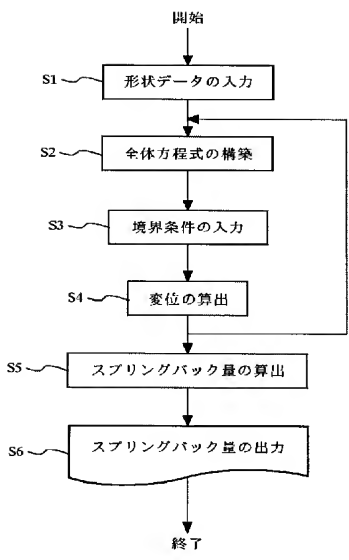 開始
S1 形状データの入力
S2 全体方程式の構築
S3 境界条件の入力
S4 変位の算出
S5 スプリングバック量の算出
S6 スプリングバック量の出力
終了